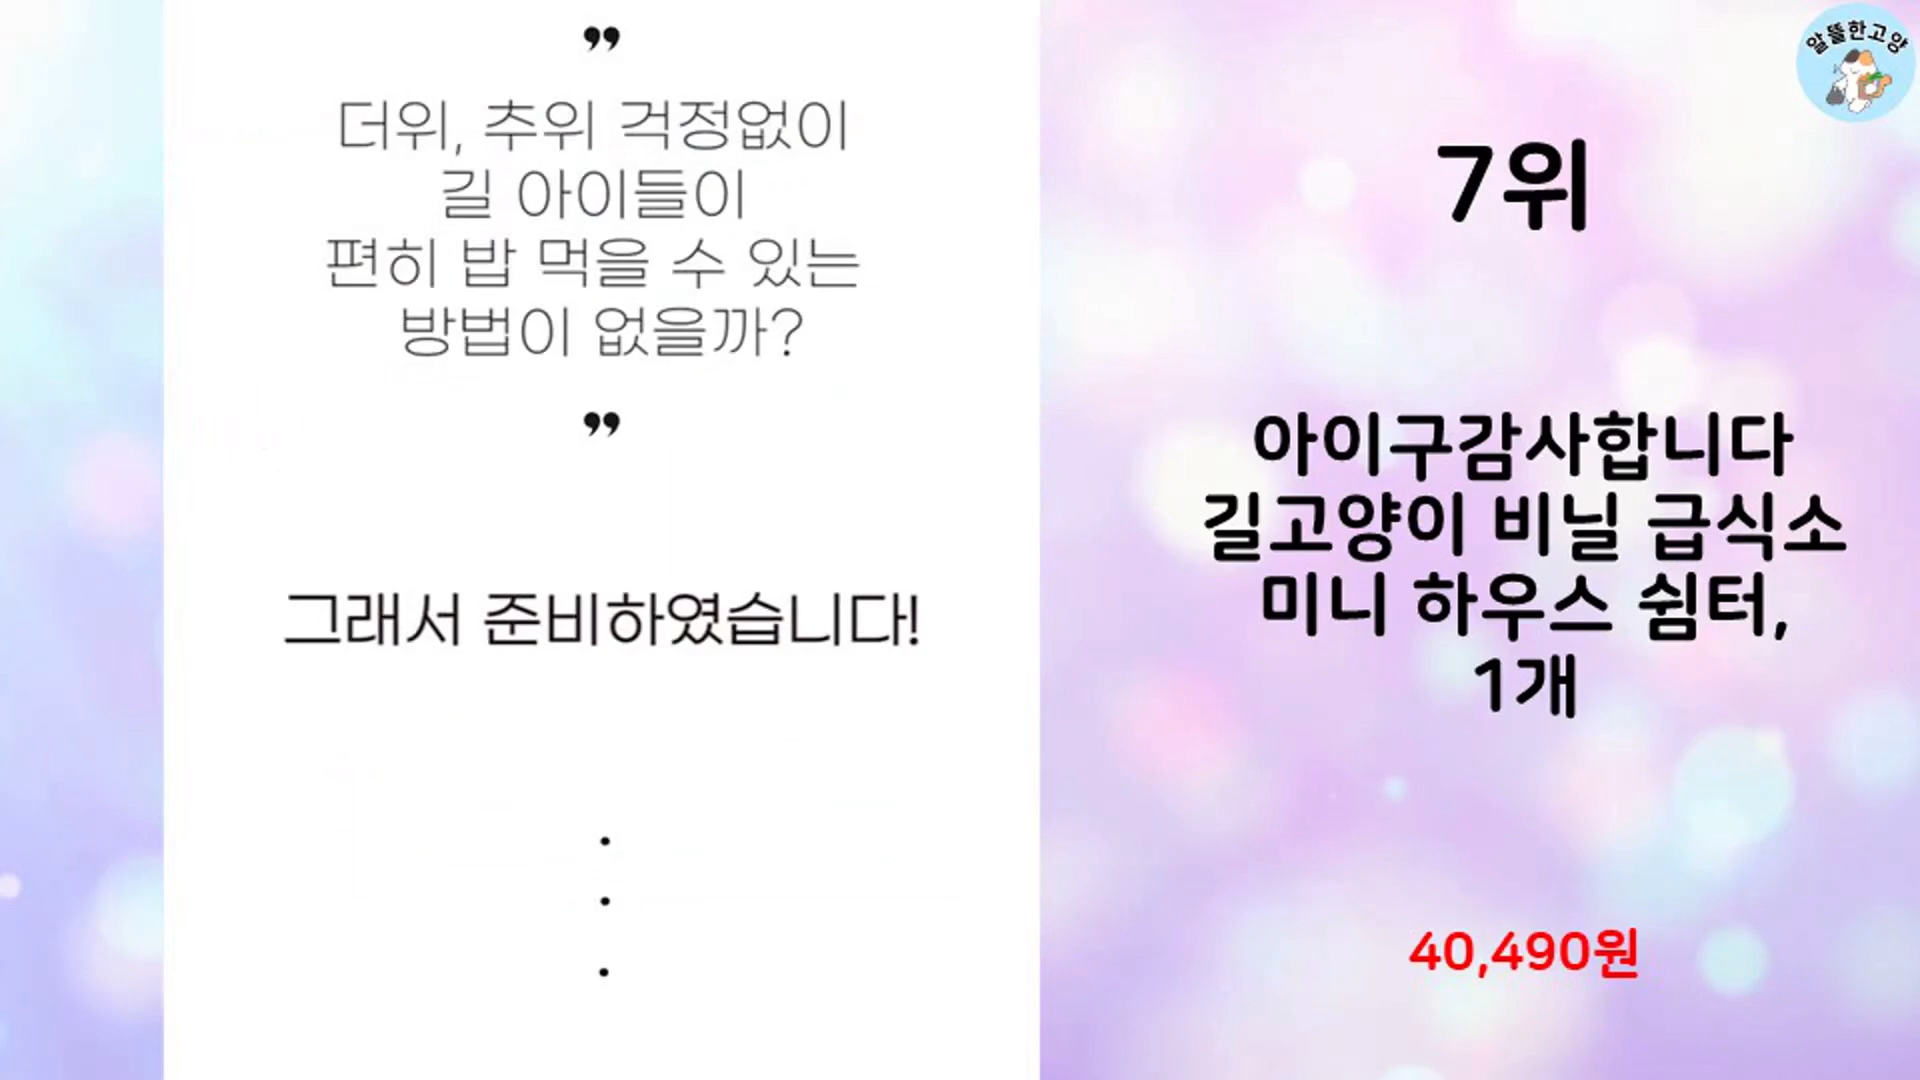 ”
더위, 추위 걱정없이
길 아이들이
편히 밥 먹을 수 있는
방법이 없을까?
”
그래서 준비하였습니다!
.
.
.
알뜰한고양
7위
아이구감사합니다
길고양이 비닐 급식소
미니 하우스 쉼터,
1개
40,490원